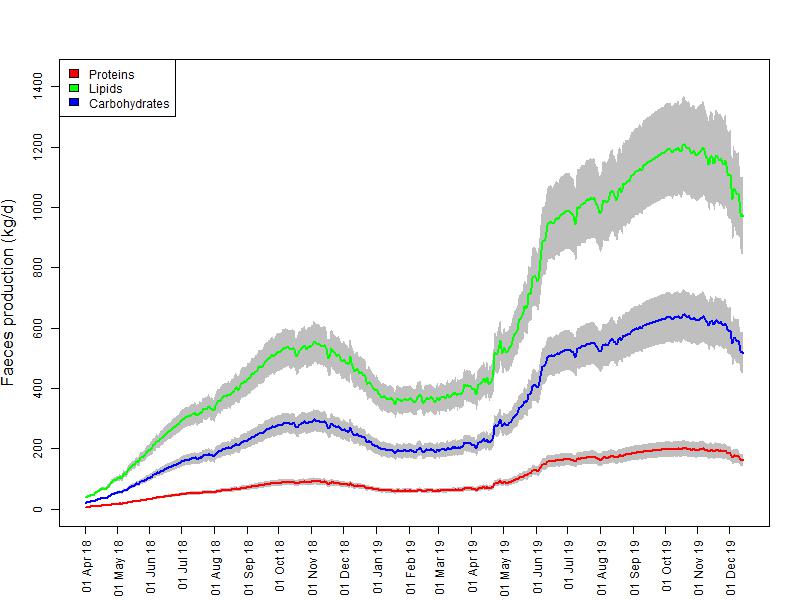 Proteins
Lipids
Carbohydrates
Faeces production (kg/d)
1400
1200
1000
800
600
400
200
0
01 Apr 18
01 May 18
01 Jun 18
01 Jul 18
01 Aug 18
01 Sep 18
01 Oct 18
01 Nov 18
01 Dec 18
01 Jan 19
01 Feb 19
01 Mar 19
01 Apr 19
01 May 19
01 Jun 19
01 Jul 19
01 Aug 19
01 Sep 19
01 Oct 19
01 Nov 19
01 Dec 19